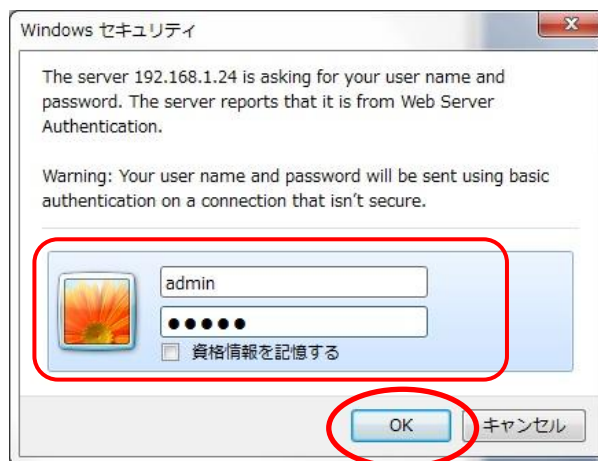 Windows セキュリティ
The server 192.168.1.24 is asking for your user name and
password. The server reports that it is from Web Server
Authentication.
Warning: Your user name and password will be sent using basic
authentication on a connection that isn't secure.
admin
●●●●●
資格情報を記憶する
OK キャンセル